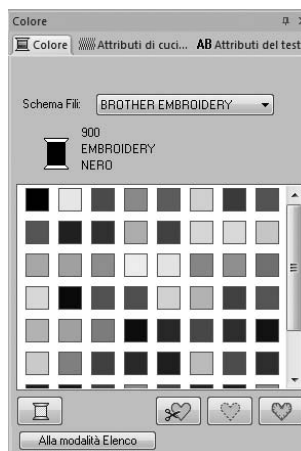 Colore
Colore Attributi di cuci... AB Attributi del test
Schema Fili: BROTHER EMBROIDERY
900
EMBROIDERY
NERO
Alla modalità Elenco